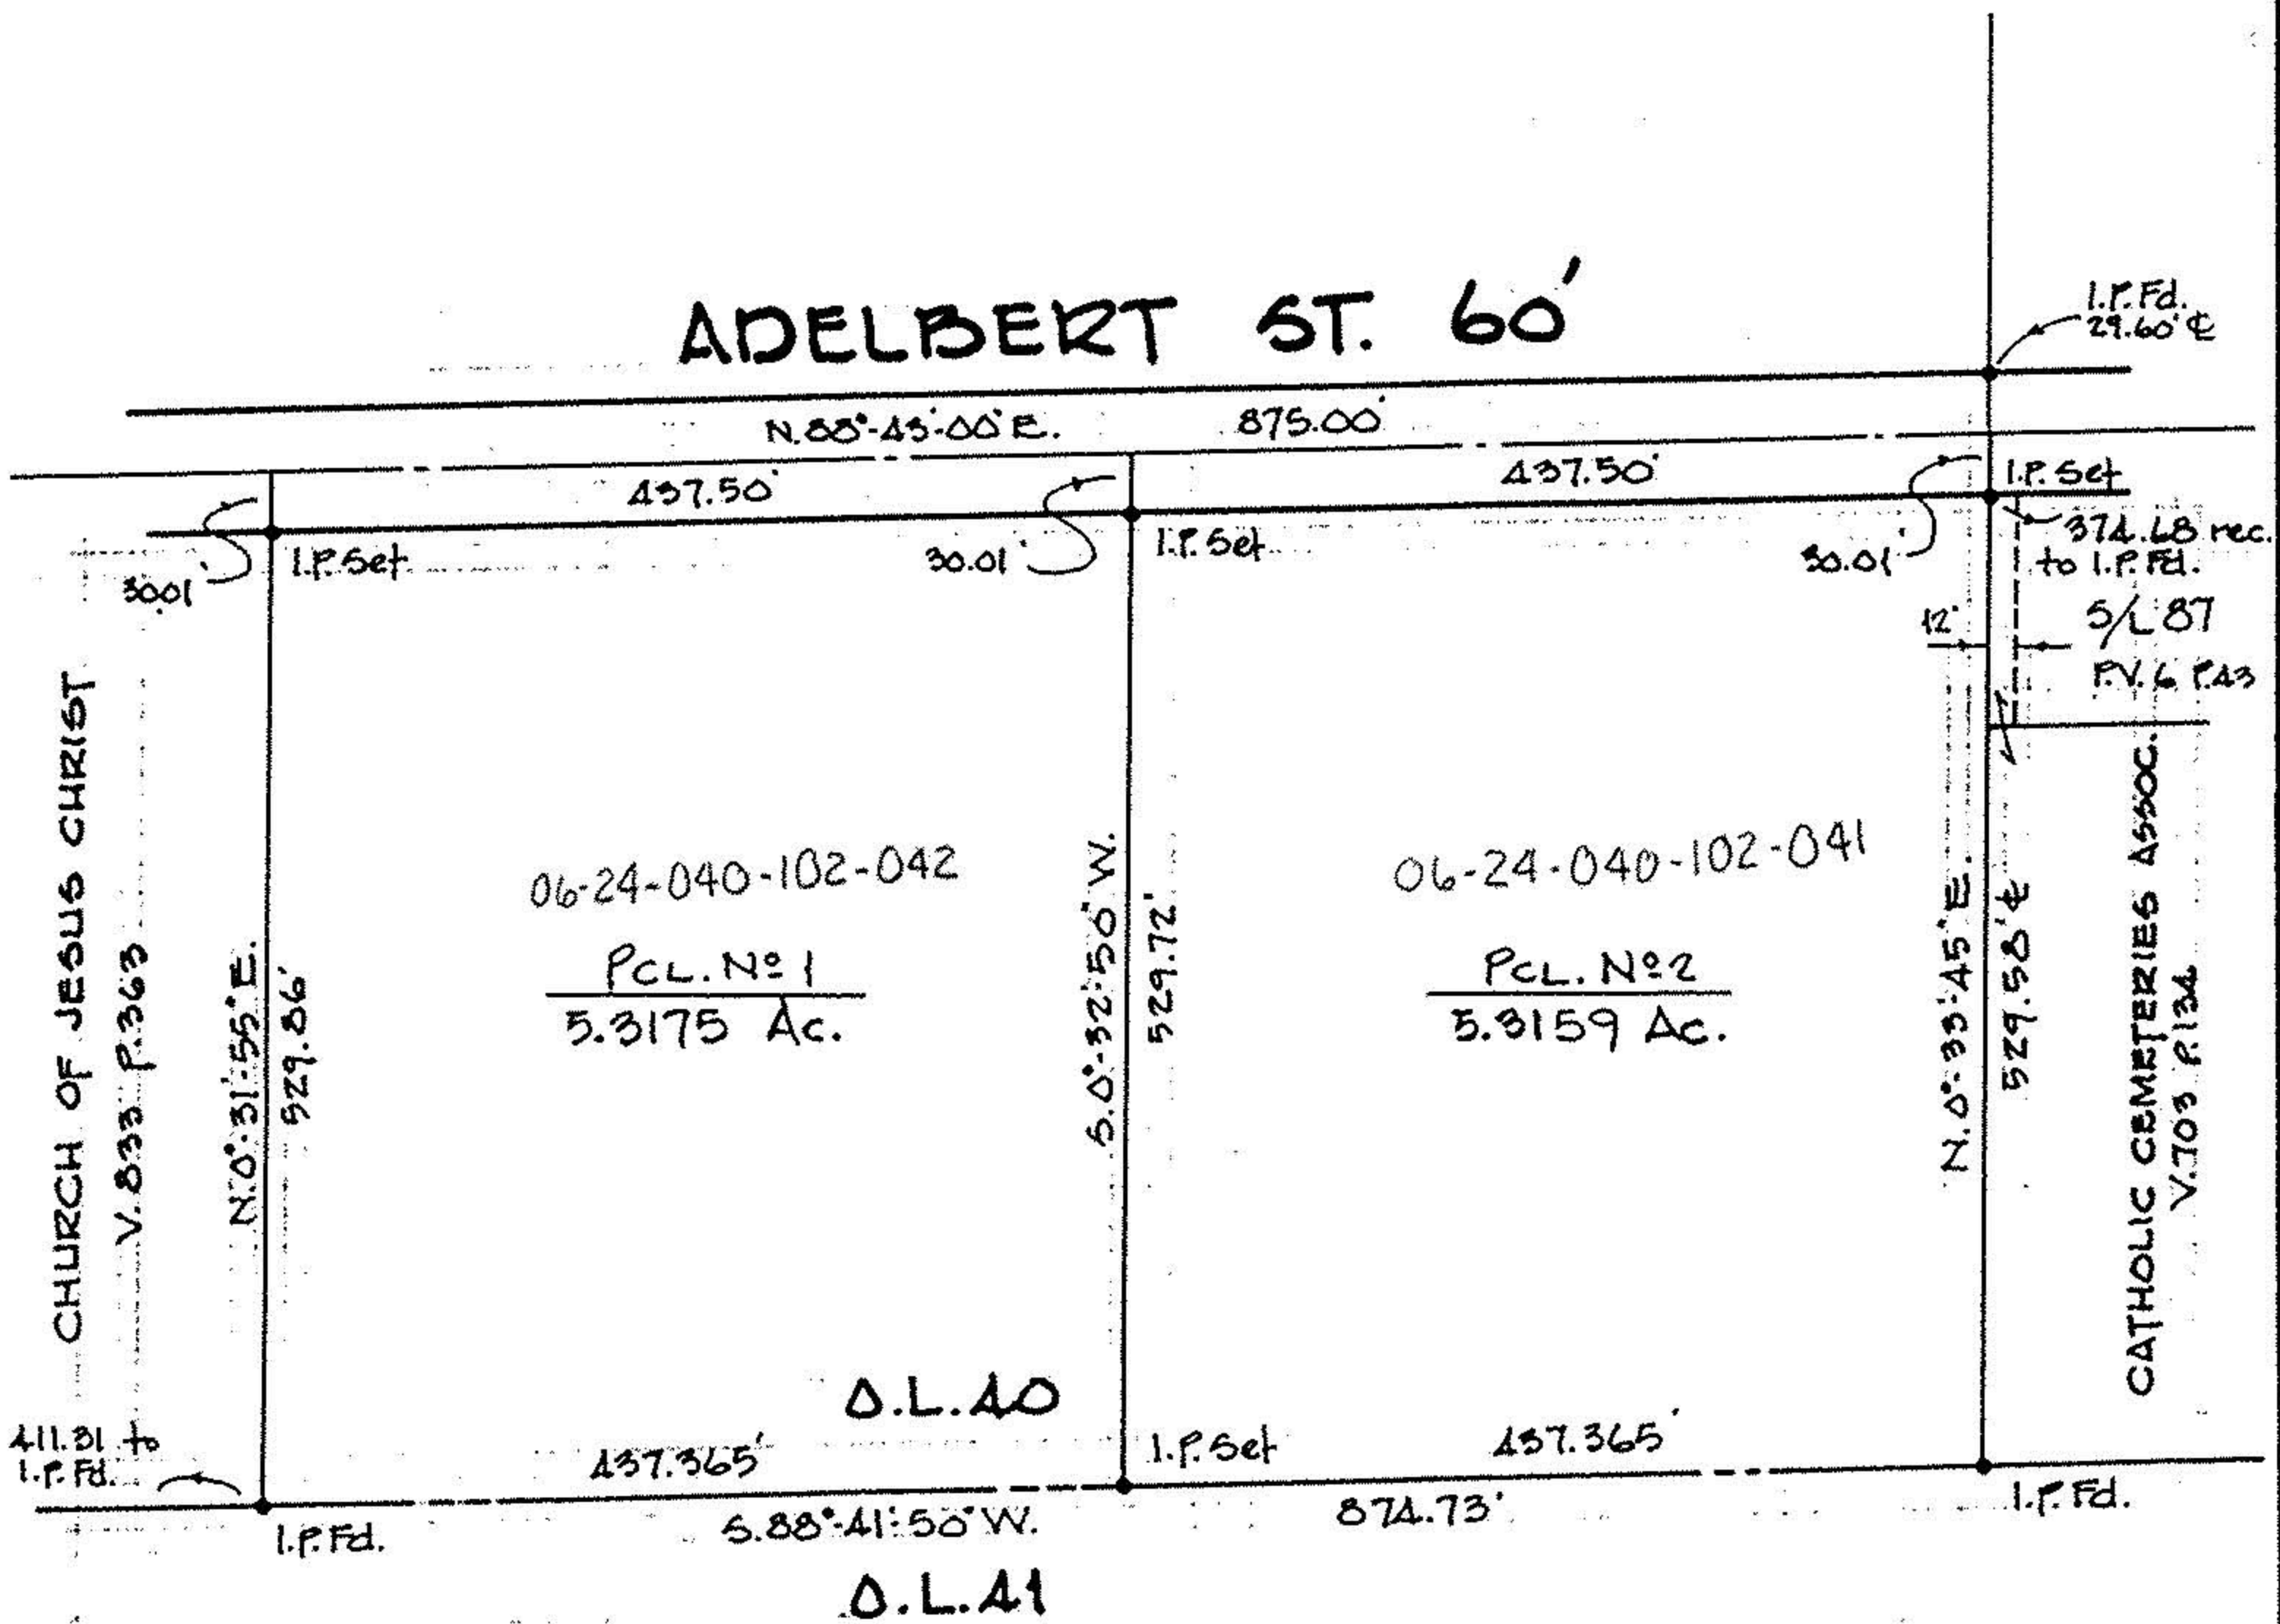 ADELBERT ST. 60'
I.P. Fd.
29.60' ℄
N. 88°-43'-00" E. 875.00'
437.50'
437.50'
I.P. Set
30.01'
I.P. Set
30.01'
I.P. Set
30.01'
374.68 rec.
to I.P. Fd.
12'
S/L 87
P.V. 6 P.43
CHURCH OF JESUS CHRIST
V. 833 P. 363
N. 0°-31'-55" E.
529.86'
06-24-040-102-042
PCL. Nº 1
5.3175 Ac.
S. 0°-32'-50" W.
529.72'
06-24-040-102-041
PCL. Nº 2
5.3159 Ac.
N. 0°-33'-45" E.
529.58' ℄
CATHOLIC CEMETERIES ASSOC.
V. 703 P. 134
O.L. 40
411.31 to
I.P. Fd.
437.365'
I.P. Set
437.365'
I.P. Fd.
S. 88°-41'-50" W. 874.73'
I.P. Fd.
O.L. 41